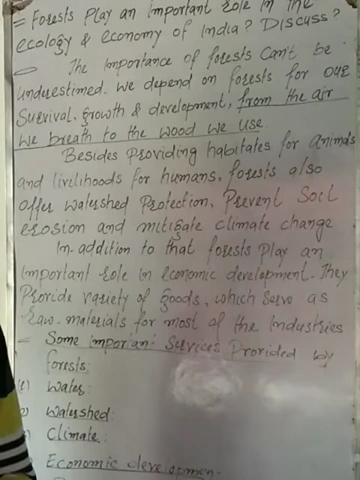 = Forests Play an important role in the
ecology & economy of India? Discuss?
The importance of forests can't be
underestimed. we depend on forests for our
Survival, growth & development, from the air
we breath to the wood we use.
Besides Providing habitates for animals
and livelihoods for humans, forests also
offer watershed Protection, Prevent Soil
erosion and mitigate climate change
In-addition to that forests Play an
important role in economic development. They
Provide variety of goods, which serve as
Raw-materials for most of the industries
= Some imporian: Services Provided by
forests:
(1) Water:
2) Watershed:
) Climate:
Economic developmen.